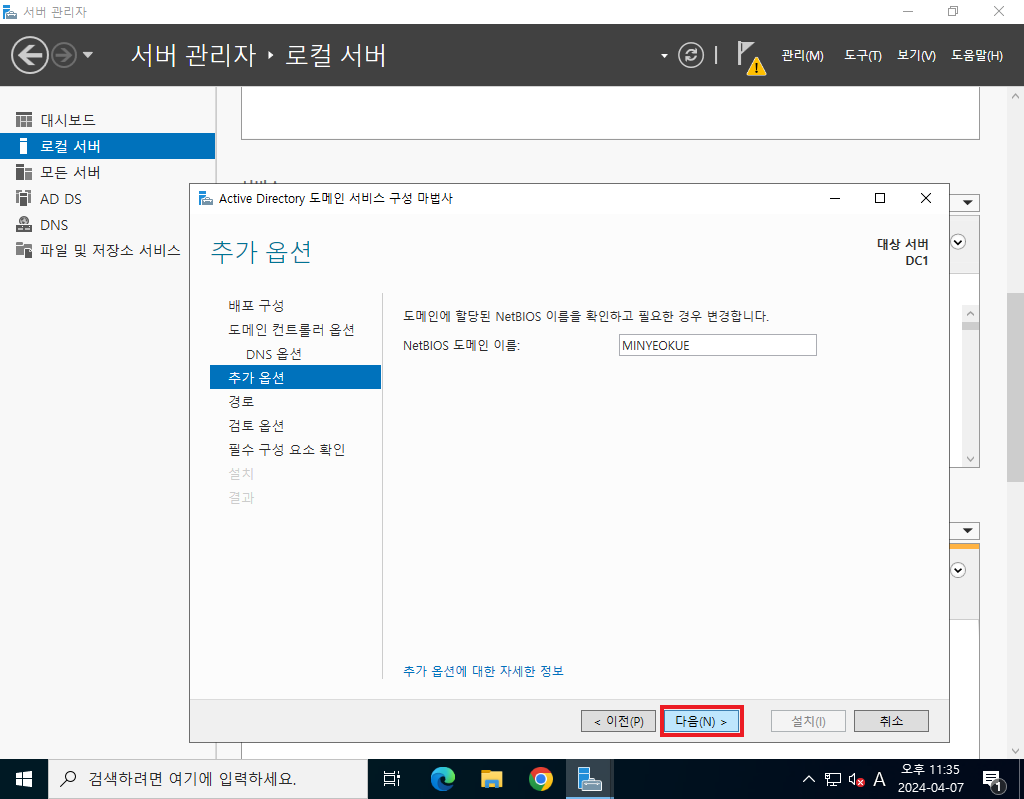 서버 관리자
서버 관리자 · 로컬 서버
관리(M) 도구(T) 보기(V) 도움말(H)
대시보드
로컬 서버
모든 서버
AD DS
DNS
파일 및 저장소 서비스
Active Directory 도메인 서비스 구성 마법사
추가 옵션
대상 서버
DC1
배포 구성
도메인 컨트롤러 옵션
DNS 옵션
추가 옵션
경로
검토 옵션
필수 구성 요소 확인
설치
결과
도메인에 할당된 NetBIOS 이름을 확인하고 필요한 경우 변경합니다.
NetBIOS 도메인 이름: MINYEOKUE
추가 옵션에 대한 자세한 정보
< 이전(P) 다음(N) > 설치(I) 취소
검색하려면 여기에 입력하세요.
A
오후 11:35
2024-04-07
1